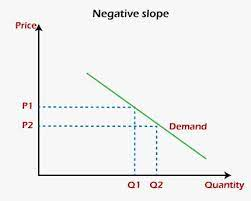 Negative slope
Price
P1
P2
Demand
Q1 Q2 Quantity